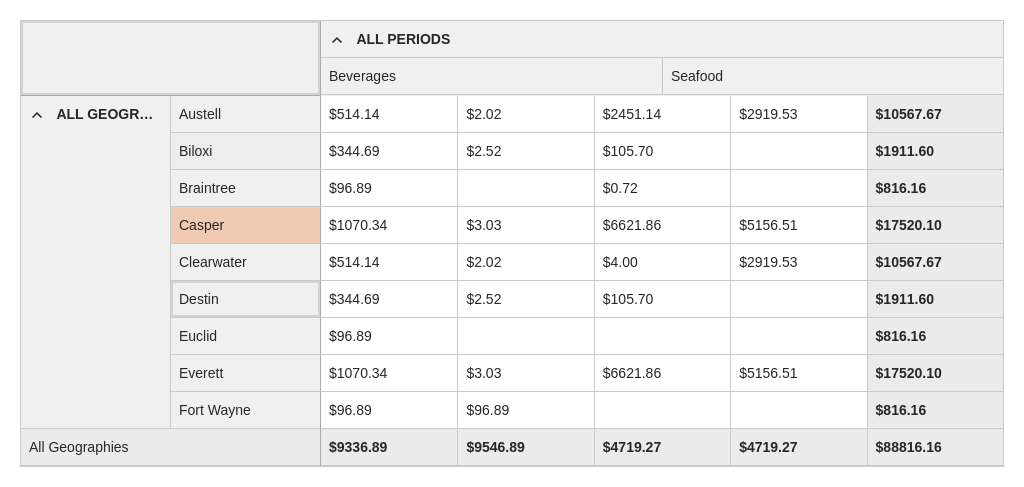 ALL PERIODS
Beverages Seafood
ALL GEOGR... Austell $514.14 $2.02 $2451.14 $2919.53 $10567.67
Biloxi $344.69 $2.52 $105.70 $1911.60
Braintree $96.89 $0.72 $816.16
Casper $1070.34 $3.03 $6621.86 $5156.51 $17520.10
Clearwater $514.14 $2.02 $4.00 $2919.53 $10567.67
Destin $344.69 $2.52 $105.70 $1911.60
Euclid $96.89 $816.16
Everett $1070.34 $3.03 $6621.86 $5156.51 $17520.10
Fort Wayne $96.89 $96.89 $816.16
All Geographies $9336.89 $9546.89 $4719.27 $4719.27 $88816.16